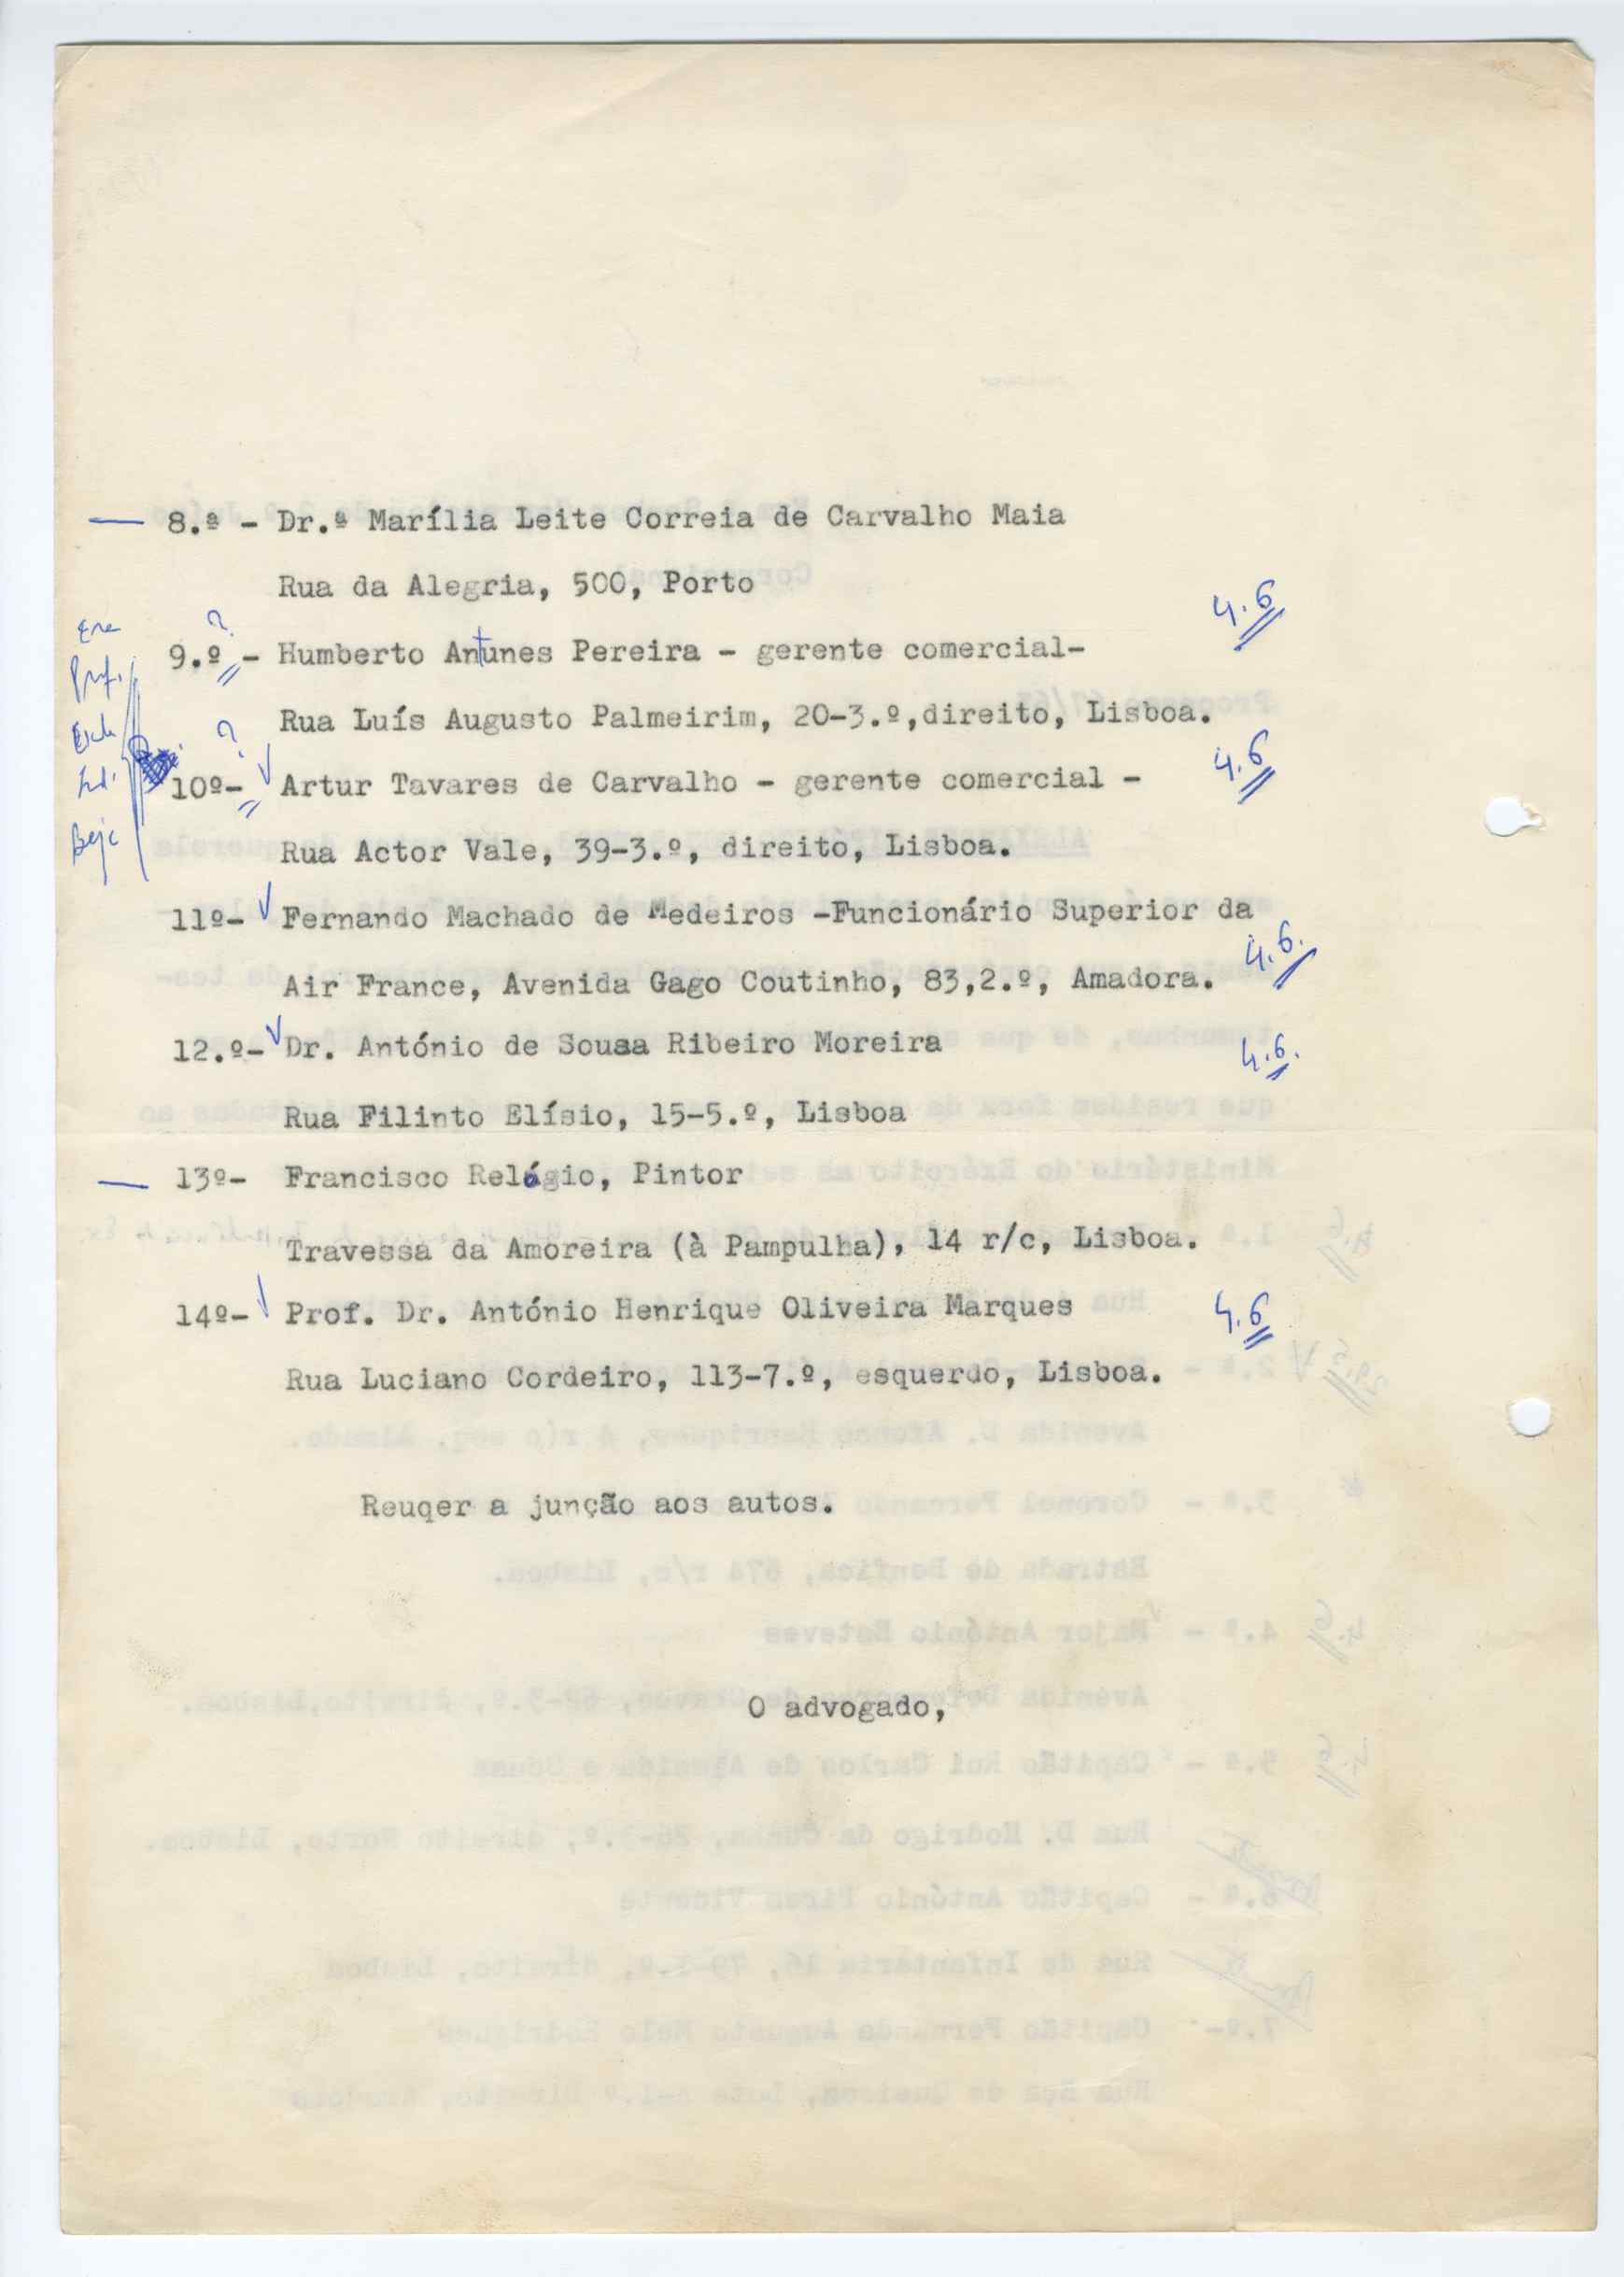 8.ª - Dr.ª Marília Leite Correia de Carvalho Maia
Rua da Alegria, 500, Porto
4.6
?
9.º - Humberto Antunes Pereira - gerente comercial-
Rua Luís Augusto Palmeirim, 20-3.º,direito, Lisboa.
?
4.6
10º- Artur Tavares de Carvalho - gerente comercial -
Rua Actor Vale, 39-3.º, direito, Lisboa.
Beja
11º- Fernando Machado de Medeiros -Funcionário Superior da
4.6.
Air France, Avenida Gago Coutinho, 83,2.º, Amadora.
12.º- Dr. António de Sousa Ribeiro Moreira
4.6.
Rua Filinto Elísio, 15-5.º, Lisboa
13º- Francisco Relógio, Pintor
Travessa da Amoreira (à Pampulha), 14 r/c, Lisboa.
14º- Prof. Dr. António Henrique Oliveira Marques
4.6
Rua Luciano Cordeiro, 113-7.º, esquerdo, Lisboa.
Reuqer a junção aos autos.
O advogado,